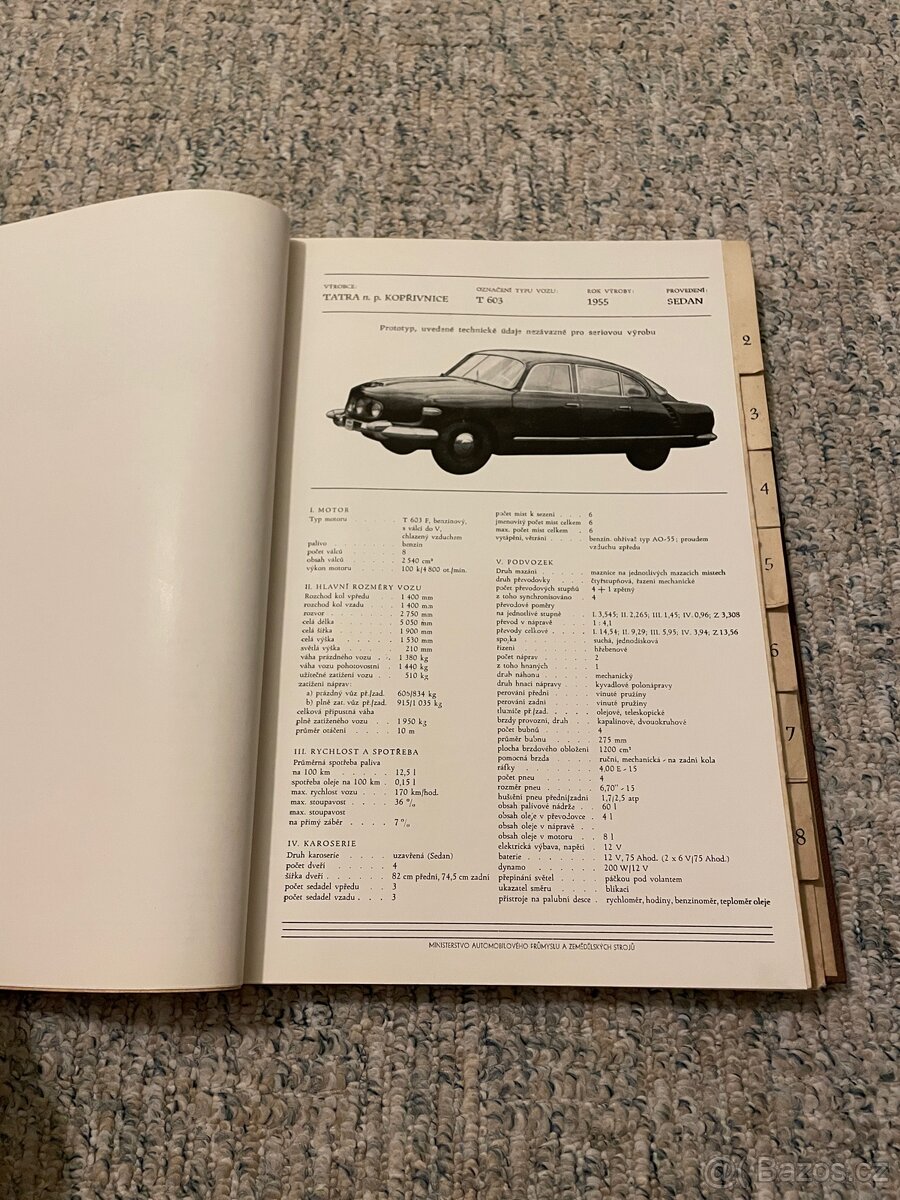 VÝROBCE:
TATRA n. p. KOPŘIVNICE
OZNAČENÍ TYPU VOZU:
T 603
ROK VÝROBY:
1955
PROVEDENÍ:
SEDAN
Prototyp, uvedené technické údaje nezávazné pro seriovou výrobu
I. MOTOR
Typ motoru . . . . . T 603 F, benzinový,
s válci do V,
chlazený vzduchem
palivo . . . . . benzin
počet válců . . . . . 8
obsah válců . . . . . 2 540 cm³
výkon motoru . . . . . 100 k/4 800 ot./min.
II. HLAVNÍ ROZMĚRY VOZU
Rozchod kol vpředu . . . . 1 400 mm
rozchod kol vzadu . . . . 1 400 mm
rozvor . . . . . 2 750 mm
celá délka . . . . . 5 050 mm
celá šířka . . . . . 1 900 mm
celá výška . . . . . 1 530 mm
světlá výška . . . . . 210 mm
váha prázdného vozu . . . 1 380 kg
váha vozu pohotovostní . 1 440 kg
užitečné zatížení vozu . . 510 kg
zatížení náprav:
a) prázdný vůz př./zad. 606/834 kg
b) plně zat. vůz př./zad. 915/1 035 kg
celková přípustná váha
plně zatíženého vozu . . . 1 950 kg
průměr otáčení . . . . 10 m
III. RYCHLOST A SPOTŘEBA
Průměrná spotřeba paliva
na 100 km . . . . . 12,5 l
spotřeba oleje na 100 km . 0,15 l
max. rychlost vozu . . . 170 km/hod.
max. stoupavost . . . . 36 %
max. stoupavost
na přímý záběr . . . . 7 %
IV. KAROSERIE
Druh karoserie . . . . uzavřená (Sedan)
počet dveří . . . . . 4
šířka dveří . . . . . 82 cm přední, 74,5 cm zadní
počet sedadel vpředu . . . 3
počet sedadel vzadu . . . 3
počet míst k sezení . . . . 6
jmenovitý počet míst celkem 6
max. počet míst celkem . . 6
vytápění, větrání . . . . benzin. ohřívač typ AO-55; proudem
vzduchu zpředu
V. PODVOZEK
Druh mazání . . . . . maznice na jednotlivých mazacích místech
druh převodovky . . . . čtyřstupňová, řazení mechanické
počet převodových stupňů . 4 + 1 zpětný
z toho synchronisováno . . 4
převodové poměry
na jednotlivé stupně . . . I. 3,545; II. 2,265; III. 1,45; IV. 0,96; Z. 3,308
převod v nápravě . . . . 1 : 4,1
převody celkové . . . . I. 14,54; II. 9,29; III. 5,95; IV. 3,94; Z. 13,56
spojka . . . . . suchá, jednodisková
řízení . . . . . hřebenové
počet náprav . . . . . 2
z toho hnaných . . . . 1
druh náhonu . . . . . mechanický
druh hnací nápravy . . . kyvadlové polonápravy
perování přední . . . . vinuté pružiny
perování zadní . . . . vinuté pružiny
tlumiče př./zad. . . . . olejové, teleskopické
brzdy provozní, druh . . . kapalinové, dvouokruhové
počet bubnů . . . . . 4
průměr bubnu . . . . . 275 mm
plocha brzdového obložení 1200 cm²
pomocná brzda . . . . ruční, mechanická - na zadní kola
ráfky . . . . . 4,00 E - 15
počet pneu . . . . . 4
rozměr pneu . . . . . 6,70" - 15
huštění pneu přední/zadní . 1,7/2,5 atp
obsah palivové nádrže . . . 60 l
obsah oleje v převodovce . 4 l
obsah oleje v nápravě . .
obsah oleje v motoru . . . 8 l
elektrická výbava, napětí . 12 V
baterie . . . . . 12 V, 75 Ahod. (2 x 6 V/75 Ahod.)
dynamo . . . . . 200 W/12 V
přepínání světel . . . . páčkou pod volantem
ukazatel směru . . . . blikací
přístroje na palubní desce . rychloměr, hodiny, benzinoměr, teploměr oleje
MINISTERSTVO AUTOMOBILOVÉHO PRŮMYSLU A ZEMĚDĚLSKÝCH STROJŮ
2
3
4
5
6
7
8
Bazoš.cz